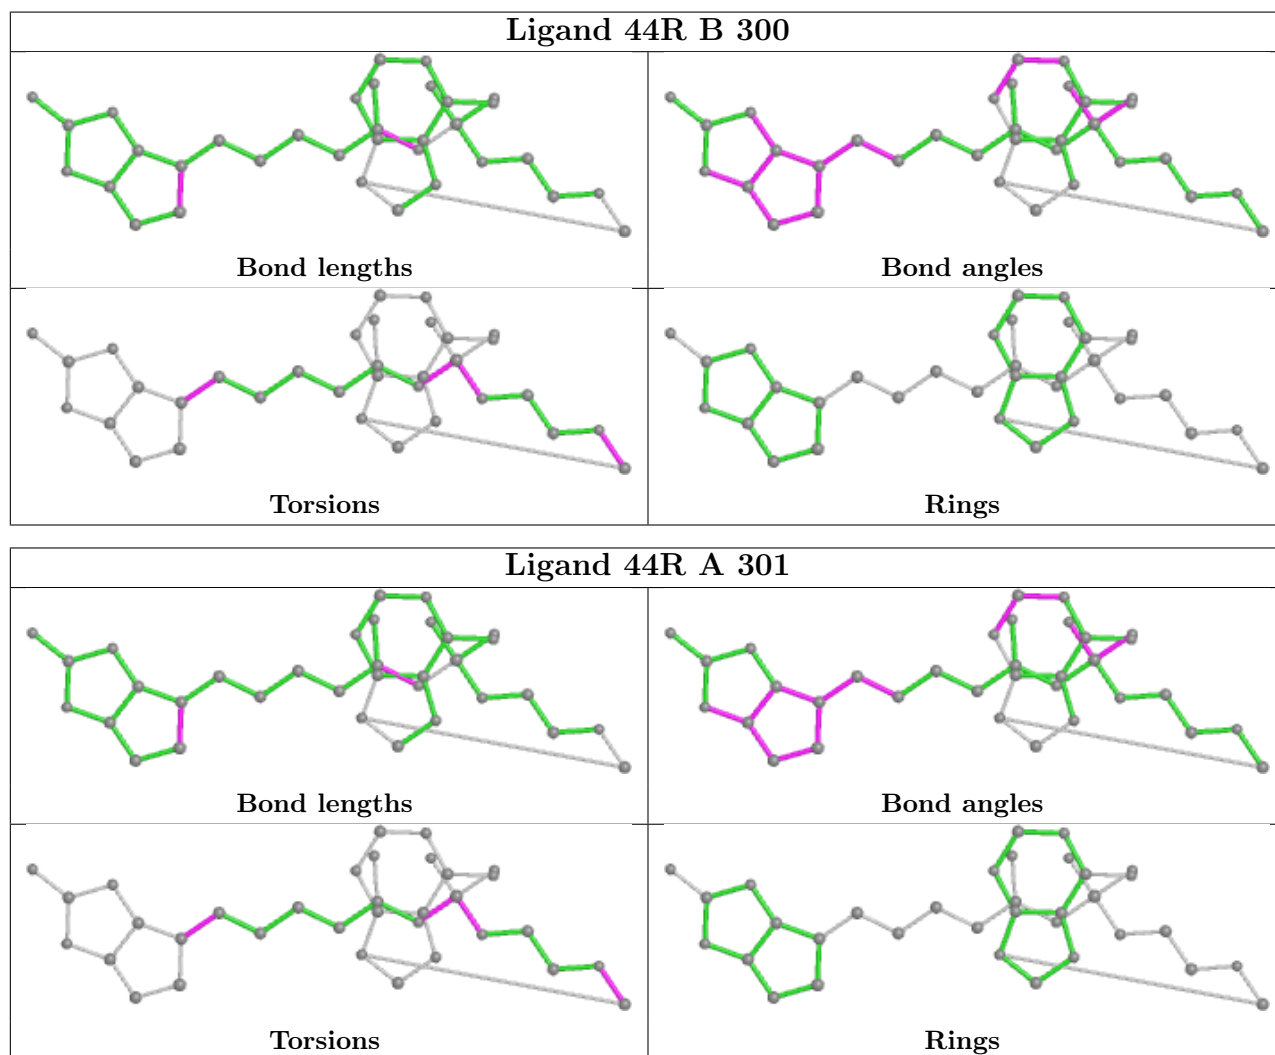 Ligand 44R B 300
Bond lengths
Bond angles
Torsions
Rings
Ligand 44R A 301
Bond lengths
Bond angles
Torsions
Rings